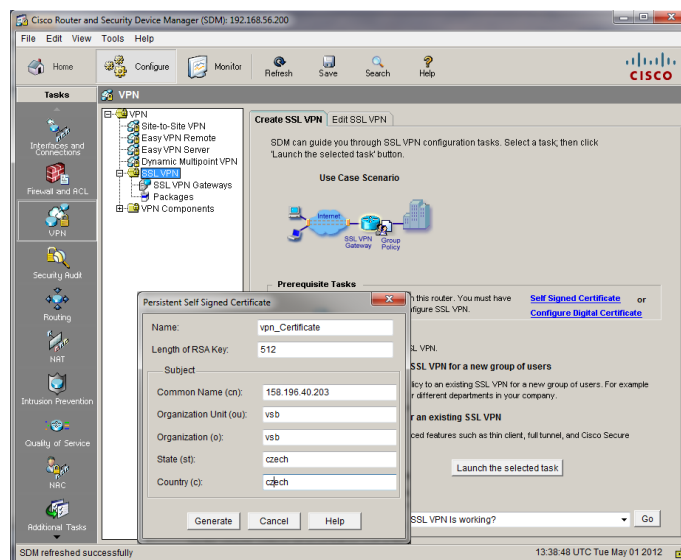 Cisco Router and Security Device Manager (SDM): 192.168.56.200
File Edit View Tools Help
Home Configure Monitor Refresh Save Search Help
CISCO
Tasks
VPN
Interfaces and Connections
Firewall and ACL
VPN
Security Audit
Routing
NAT
Intrusion Prevention
Quality of Service
NAC
Additional Tasks
VPN
Site-to-Site VPN
Easy VPN Remote
Easy VPN Server
Dynamic Multipoint VPN
SSL VPN
SSL VPN Gateways
Packages
VPN Components
Create SSL VPN Edit SSL VPN
SDM can guide you through SSL VPN configuration tasks. Select a task, then click
'Launch the selected task' button.
Use Case Scenario
Internet
SSL VPN Gateway
Group Policy
Prerequisite Tasks
this router. You must have Self Signed Certificate or
figure SSL VPN. Configure Digital Certificate
SSL VPN for a new group of users
licy to an existing SSL VPN for a new group of users. For example
r different departments in your company.
r an existing SSL VPN
ced features such as thin client, full tunnel, and Cisco Secure
Launch the selected task
SSL VPN Is working? Go
Persistent Self Signed Certificate
Name: vpn_Certificate
Length of RSA Key: 512
Subject
Common Name (cn): 158.196.40.203
Organization Unit (ou): vsb
Organization (o): vsb
State (st): czech
Country (c): czech
Generate Cancel Help
SDM refreshed successfully
13:38:48 UTC Tue May 01 2012